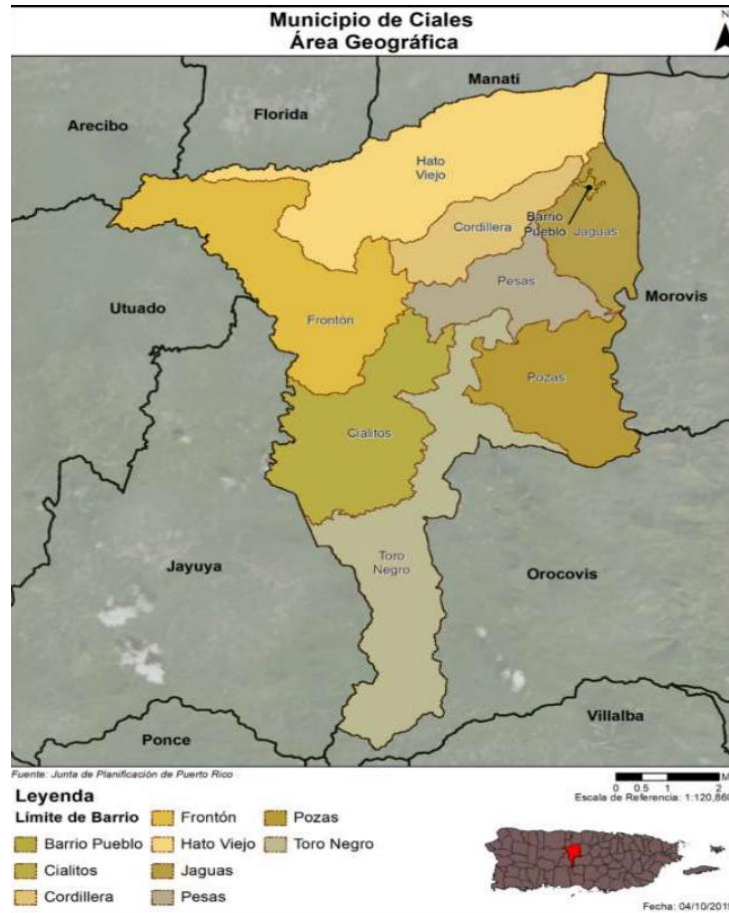 Municipio de Ciales
Área Geográfica
N
Manatí
Florida
Arecibo
Hato
Viejo
Barrio
Pueblo
Cordillera
Jaguas
Pesas
Morovis
Utuado
Frontón
Pozas
Cialitos
Toro
Negro
Jayuya
Orocovis
Villalba
Ponce
Fuente: Junta de Planificación de Puerto Rico
0 0.5 1 2
Escala de Referencia: 1:120,860
Leyenda
Límite de Barrio
Barrio Pueblo
Cialitos
Cordillera
Frontón
Hato Viejo
Jaguas
Pesas
Pozas
Toro Negro
Fecha: 04/10/2019